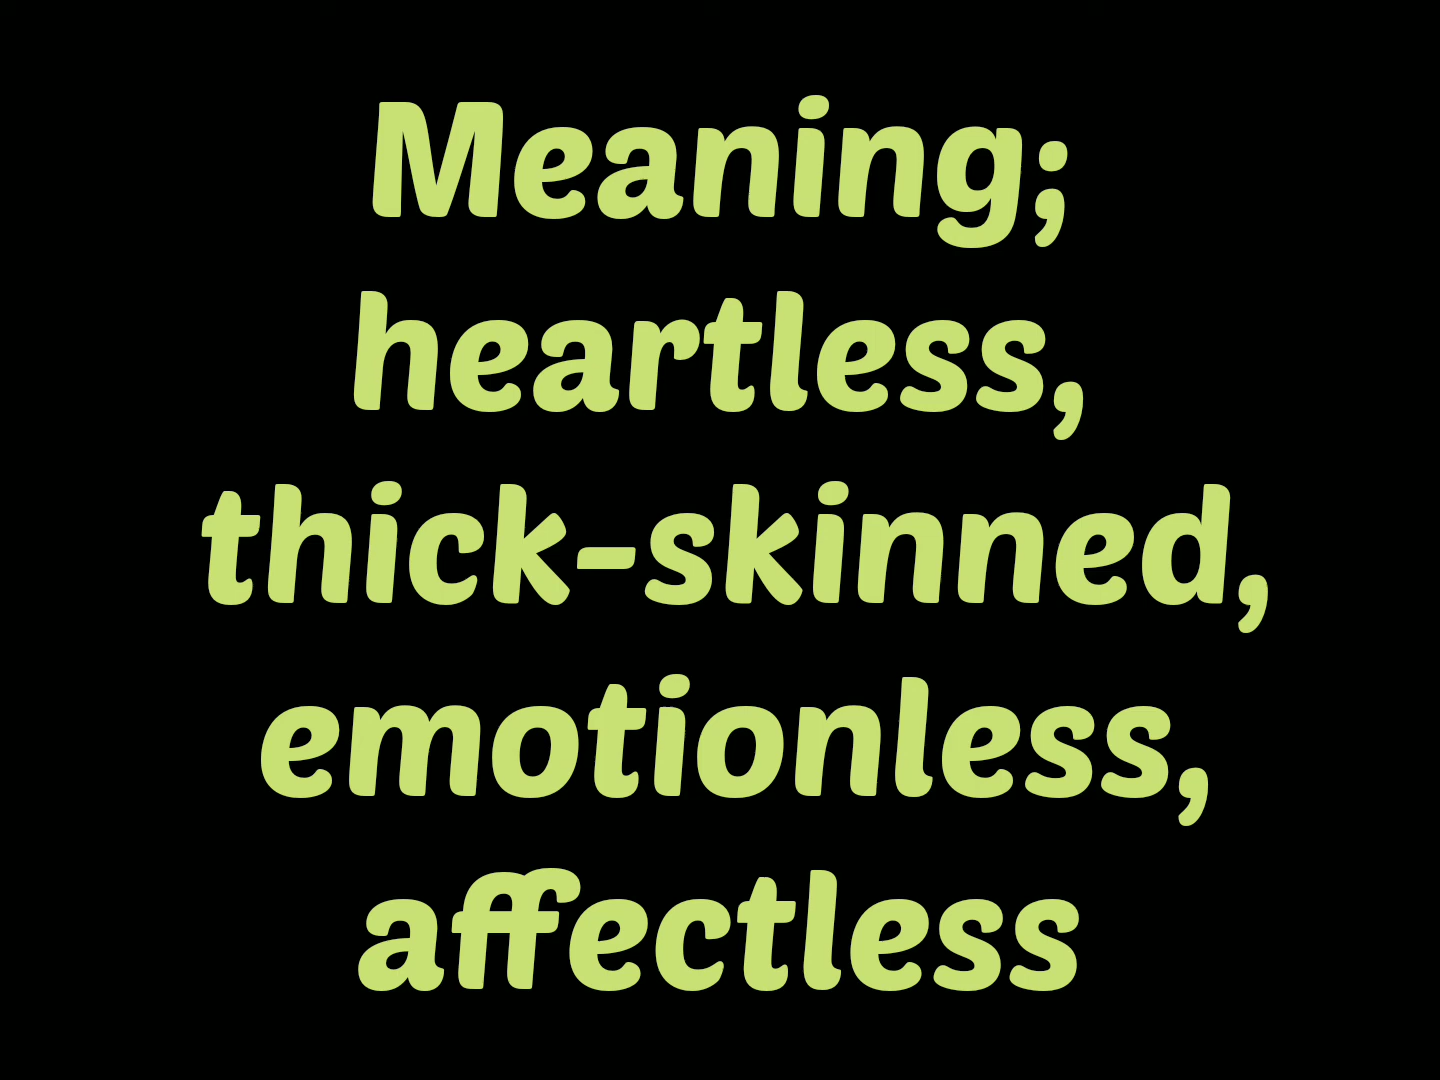 Meaning;
heartless,
thick-skinned,
emotionless,
affectless